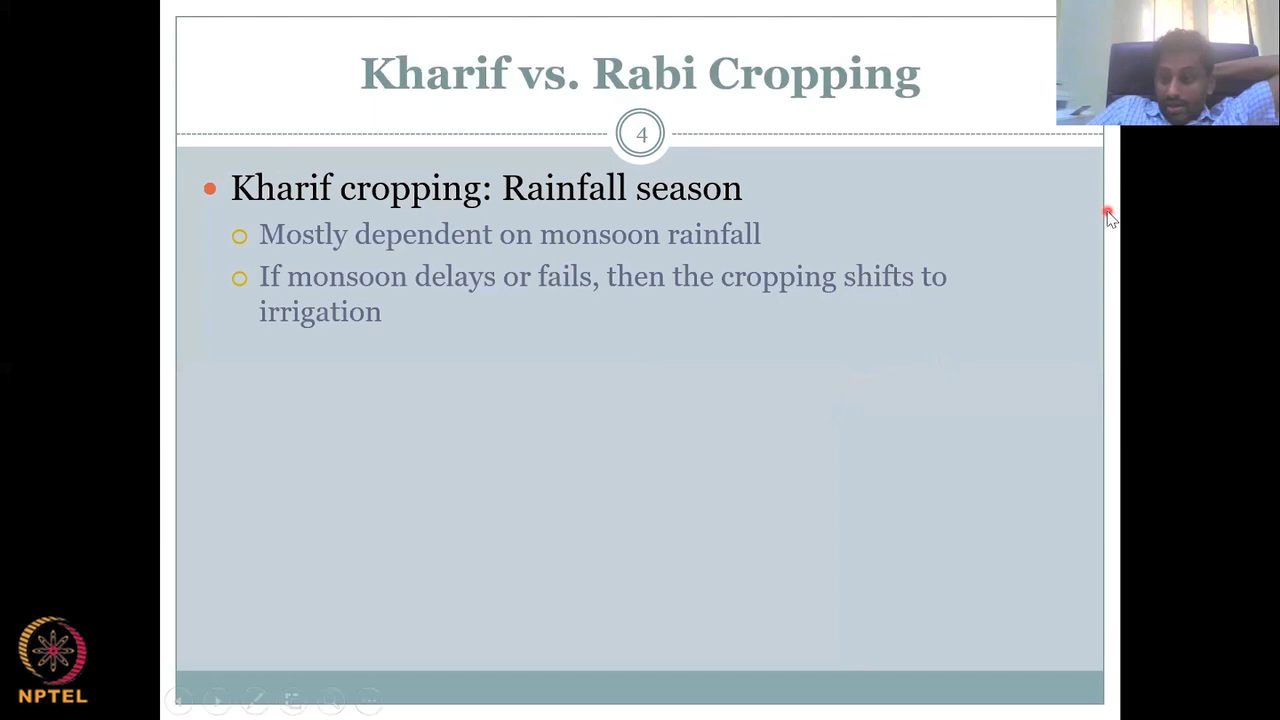 Kharif vs. Rabi Cropping
4
Kharif cropping: Rainfall season
Mostly dependent on monsoon rainfall
If monsoon delays or fails, then the cropping shifts to
irrigation
NPTEL